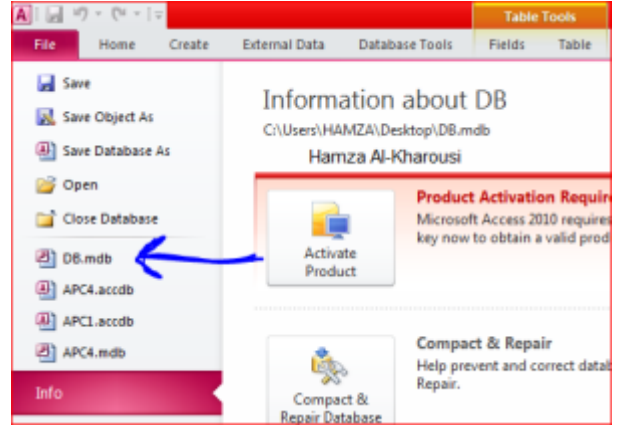 A
Table Tools
File Home Create External Data Database Tools Fields Table
Save
Save Object As
Save Database As
Open
Close Database
DB.mdb
APC4.accdb
APC1.accdb
APC4.mdb
Info
Information about DB
C:\Users\HAMZA\Desktop\DB.mdb
Hamza Al-Kharousi
Activate
Product
Product Activation
Microsoft Access 2010 requires
key now to obtain a valid
Compact &
Repair Database
Compact & Repair
Help prevent and correct
Repair.